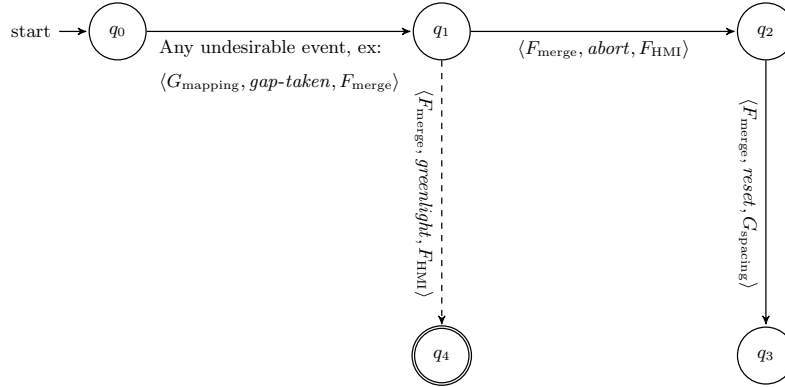 start
q₀
q₁
q₂
Any undesirable event, ex:
⟨G_mapping, gap-taken, F_merge⟩
⟨F_merge, abort, F_HMI⟩
⟨F_merge, greenlight, F_HMI⟩
⟨F_merge, reset, G_spacing⟩
q₄
q₃